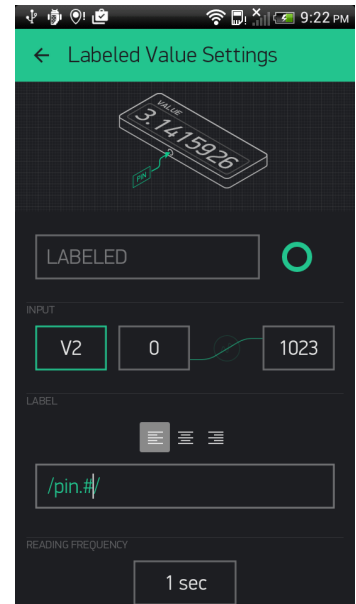 9:22 PM
Labeled Value Settings
VALUE
3.1415926
PIN
LABELED
INPUT
V2 0 1023
LABEL
/pin.#/
READING FREQUENCY
1 sec